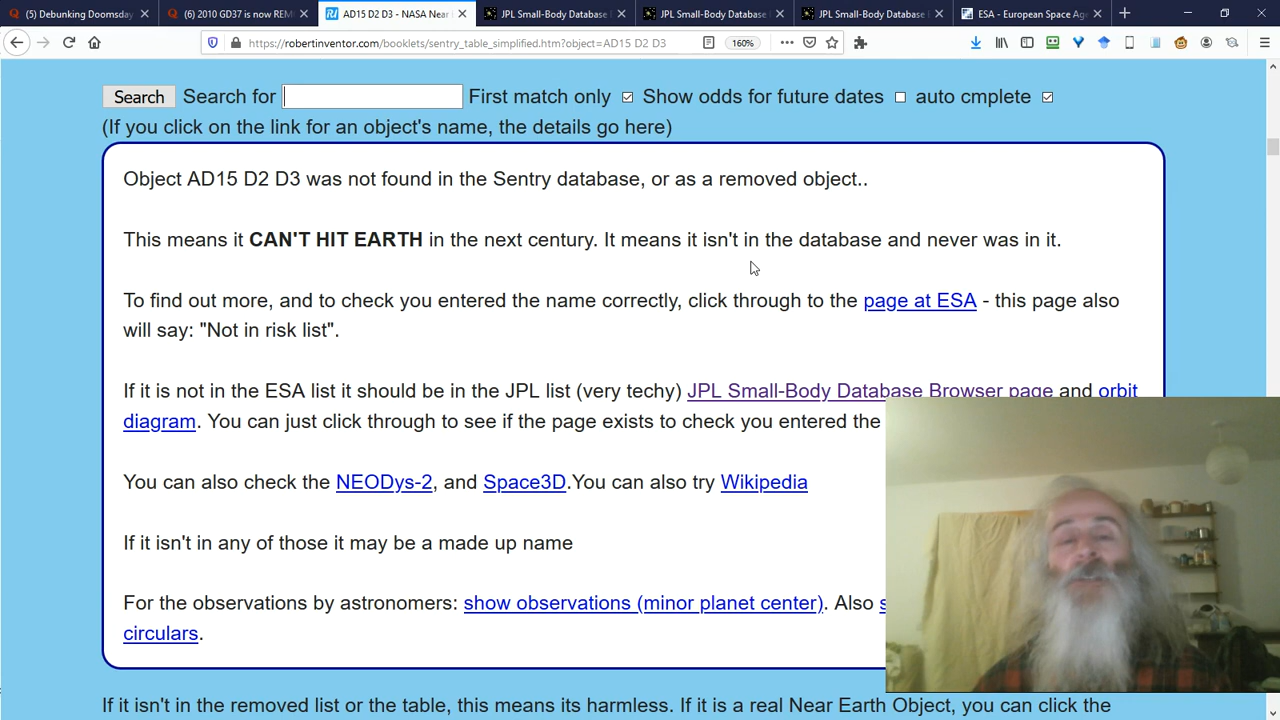 (5) Debunking Doomsday
(6) 2010 GD37 is now REM
AD15 D2 D3 - NASA Near
JPL Small-Body Database
JPL Small-Body Database
JPL Small-Body Database
ESA - European Space Age
https://robertinventor.com/booklets/sentry_table_simplified.htm?object=AD15 D2 D3
160%
Search Search for First match only Show odds for future dates auto cmplete
(If you click on the link for an object's name, the details go here)
Object AD15 D2 D3 was not found in the Sentry database, or as a removed object..
This means it CAN'T HIT EARTH in the next century. It means it isn't in the database and never was in it.
To find out more, and to check you entered the name correctly, click through to the page at ESA - this page also
will say: "Not in risk list".
If it is not in the ESA list it should be in the JPL list (very techy) JPL Small-Body Database Browser page and orbit
diagram. You can just click through to see if the page exists to check you entered the
You can also check the NEODys-2, and Space3D.You can also try Wikipedia
If it isn't in any of those it may be a made up name
For the observations by astronomers: show observations (minor planet center). Also s
circulars.
If it isn't in the removed list or the table, this means its harmless. If it is a real Near Earth Object, you can click the